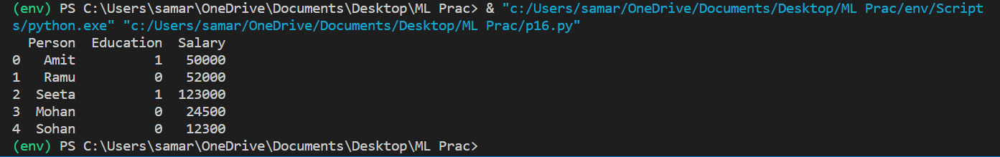 (env) PS C:\Users\samar\OneDrive\Documents\Desktop\ML Prac> & "c:/Users/samar/OneDrive/Documents/Desktop/ML Prac/env/Script
s/python.exe" "c:/Users/samar/OneDrive/Documents/Desktop/ML Prac/p16.py"
  Person  Education  Salary
0   Amit          1   50000
1   Ramu          0   52000
2  Seeta          1  123000
3  Mohan          0   24500
4  Sohan          0   12300
(env) PS C:\Users\samar\OneDrive\Documents\Desktop\ML Prac>